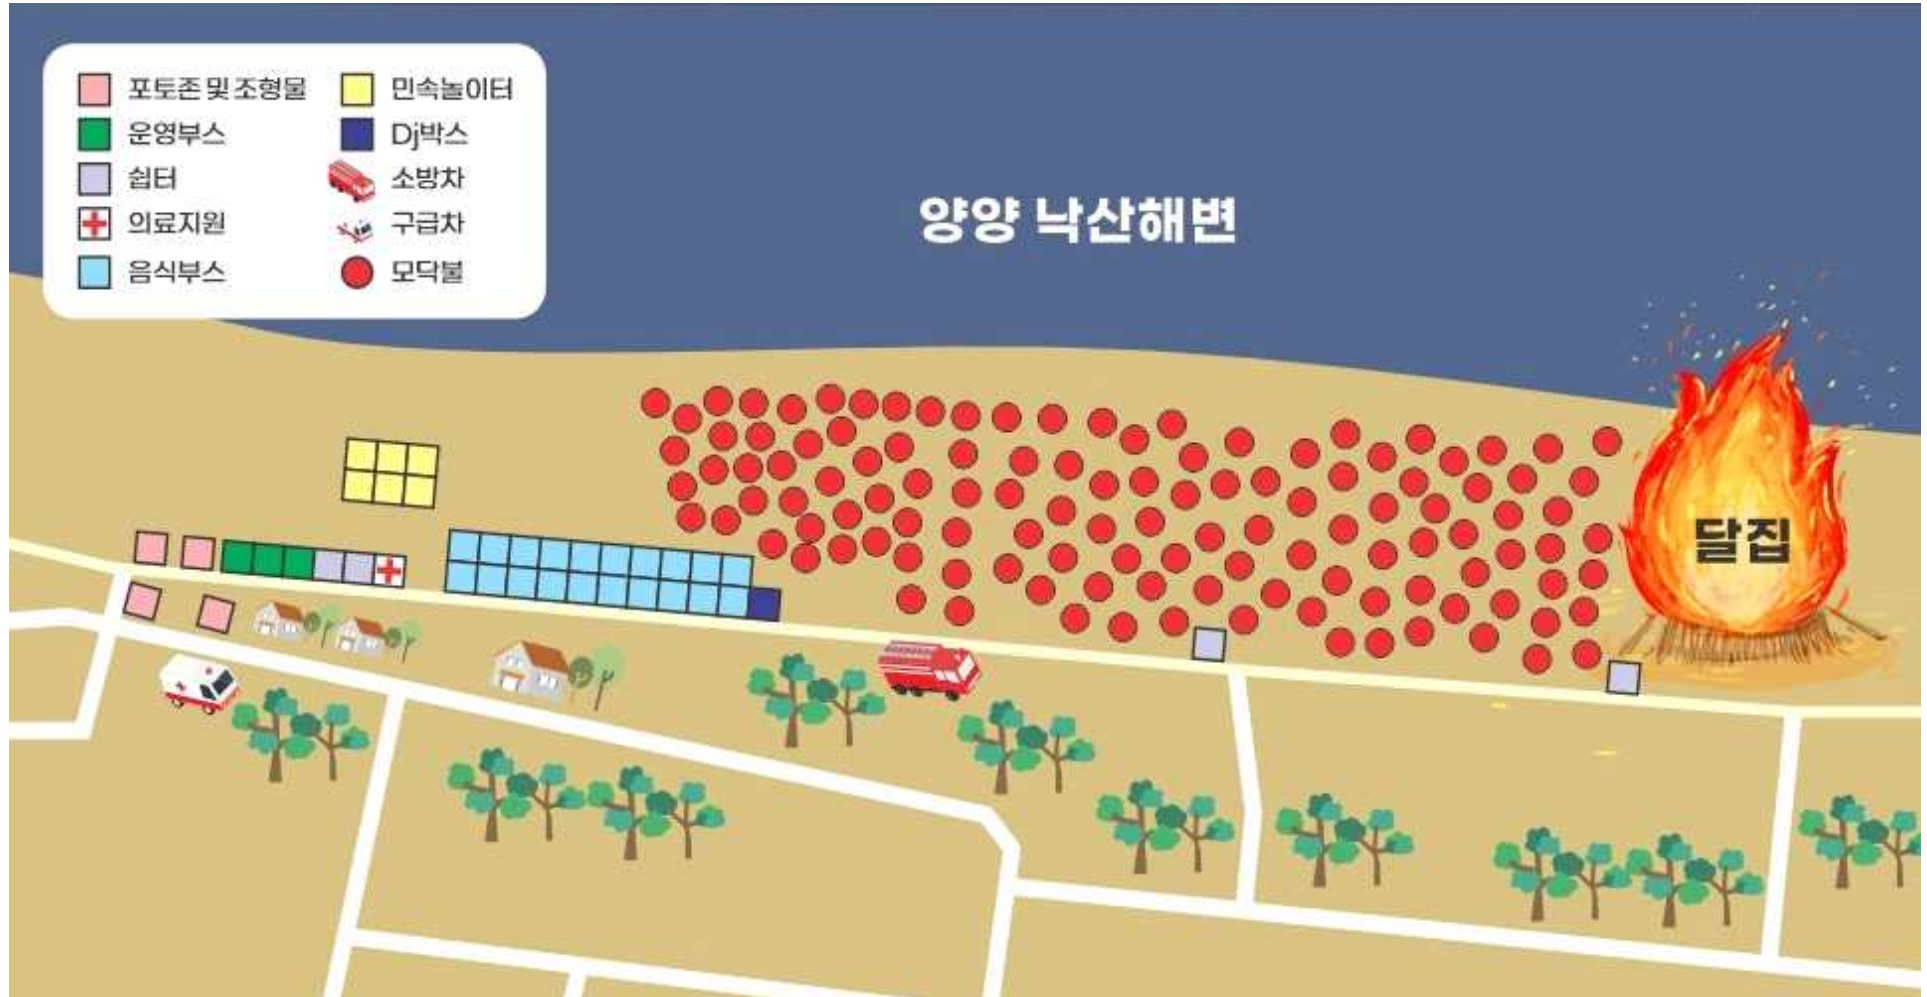 포토존 및 조형물
운영부스
쉼터
의료지원
음식부스
민속놀이터
Dj박스
소방차
구급차
모닥불
양양 낙산해변
달집